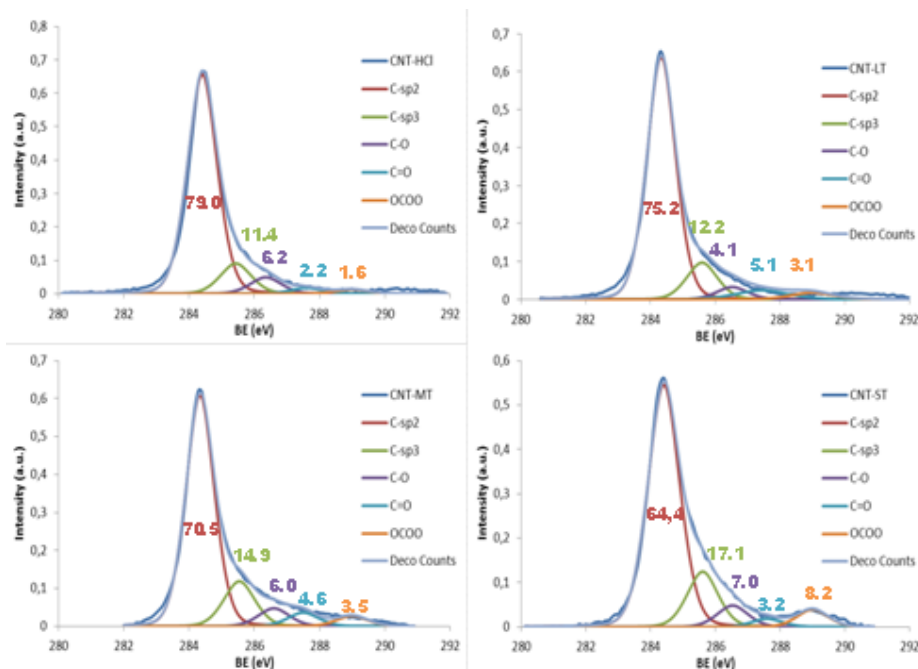 0,8
0,7
0,6
0,5
0,4
0,3
0,2
0,1
0
Intensity (a.u.)
280 282 284 286 288 290 292
BE (eV)
79.0
11.4
6.2
2.2
1.6
CNT-HCl
C-sp2
C-sp3
C-O
C=O
OCOO
Deco Counts
0,7
0,6
0,5
0,4
0,3
0,2
0,1
0
Intensity (a.u.)
280 282 284 286 288 290 292
BE (eV)
75.2
12.2
4.1
5.1
3.1
CNT-LT
C-sp2
C-sp3
C-O
C=O
OCOO
Deco Counts
0,7
0,6
0,5
0,4
0,3
0,2
0,1
0
Intensity (a.u.)
280 282 284 286 288 290 292
BE (eV)
70.5
14.9
6.0
4.6
3.5
CNT-MT
C-sp2
C-sp3
C-O
C=O
OCOO
Deco Counts
0,6
0,5
0,4
0,3
0,2
0,1
0
Intensity (a.u.)
280 282 284 286 288 290 292
BE (eV)
64,4
17.1
7.0
3.2
8.2
CNT-ST
C-sp2
C-sp3
C-O
C=O
OCOO
Deco Counts